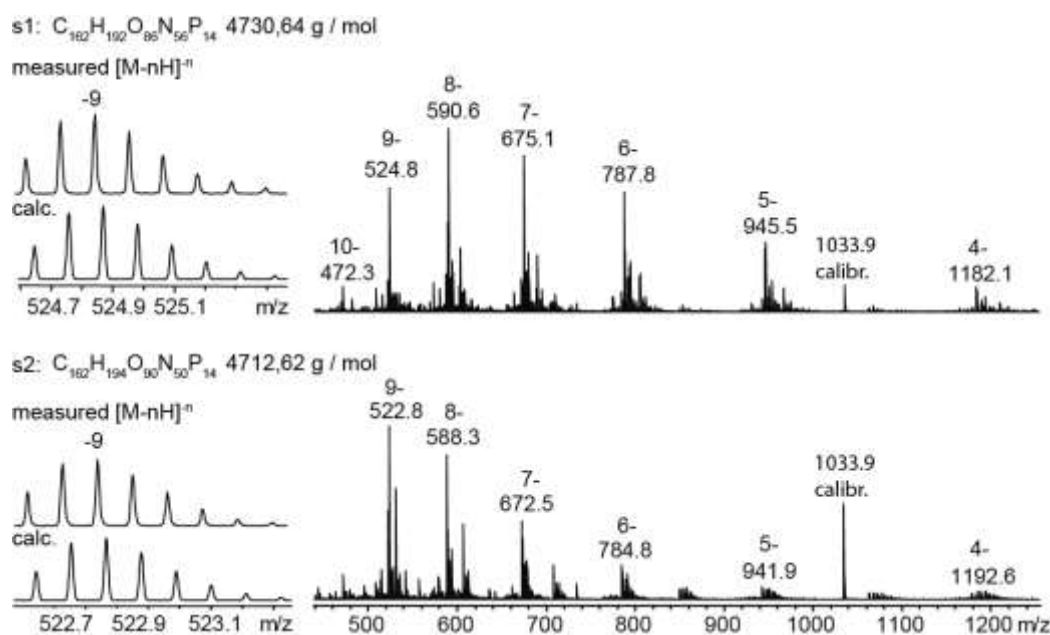 s1: C₁₆₂H₁₉₂O₈₆N₅₆P₁₄ 4730,64 g / mol
measured [M-nH]⁻ⁿ
-9
calc.
524.7 524.9 525.1 m/z
10-
472.3
9-
524.8
8-
590.6
7-
675.1
6-
787.8
5-
945.5
1033.9
calibr.
4-
1182.1
s2: C₁₆₂H₁₉₄O₉₀N₅₀P₁₄ 4712,62 g / mol
measured [M-nH]⁻ⁿ
-9
calc.
522.7 522.9 523.1 m/z
9-
522.8
8-
588.3
7-
672.5
6-
784.8
5-
941.9
1033.9
calibr.
4-
1192.6
500 600 700 800 900 1000 1100 1200 m/z